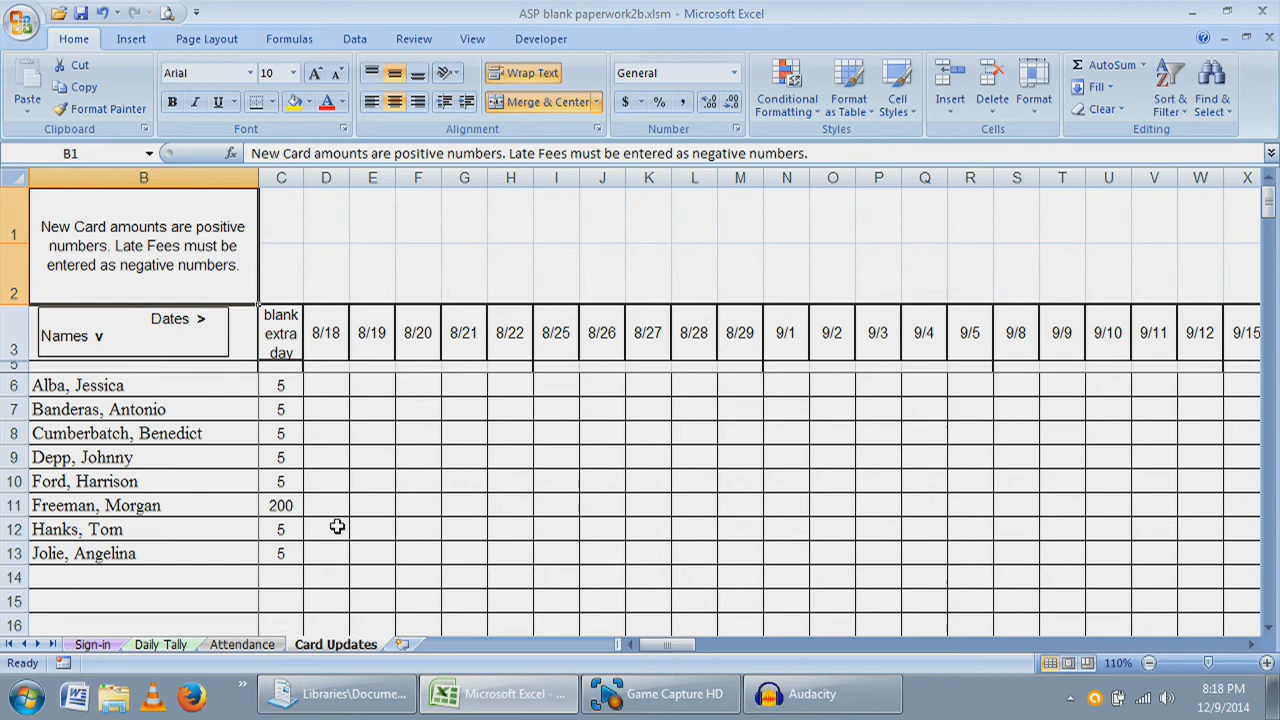 ASP blank paperwork2b.xlsm - Microsoft Excel
Home Insert Page Layout Formulas Data Review View Developer
Paste Cut Copy Format Painter
Arial 10
B I U
Wrap Text
Merge & Center
General
$ % ,
Conditional Formatting Format as Table Cell Styles
Insert Delete Format
AutoSum Fill Clear
Sort & Filter Find & Select
Clipboard Font Alignment Number Styles Cells Editing
B1 fx New Card amounts are positive numbers. Late Fees must be entered as negative numbers.
B C D E F G H I J K L M N O P Q R S T U V W X
1 New Card amounts are positive
numbers. Late Fees must be
entered as negative numbers.
2
3 Dates > Names v blank extra day 8/18 8/19 8/20 8/21 8/22 8/25 8/26 8/27 8/28 8/29 9/1 9/2 9/3 9/4 9/5 9/8 9/9 9/10 9/11 9/12 9/15
5
6 Alba, Jessica 5
7 Banderas, Antonio 5
8 Cumberbatch, Benedict 5
9 Depp, Johnny 5
10 Ford, Harrison 5
11 Freeman, Morgan 200
12 Hanks, Tom 5
13 Jolie, Angelina 5
14
15
16
Sign-in Daily Tally Attendance Card Updates
Ready 110%
Libraries\Docume... Microsoft Excel - ... Game Capture HD Audacity
8:18 PM
12/9/2014